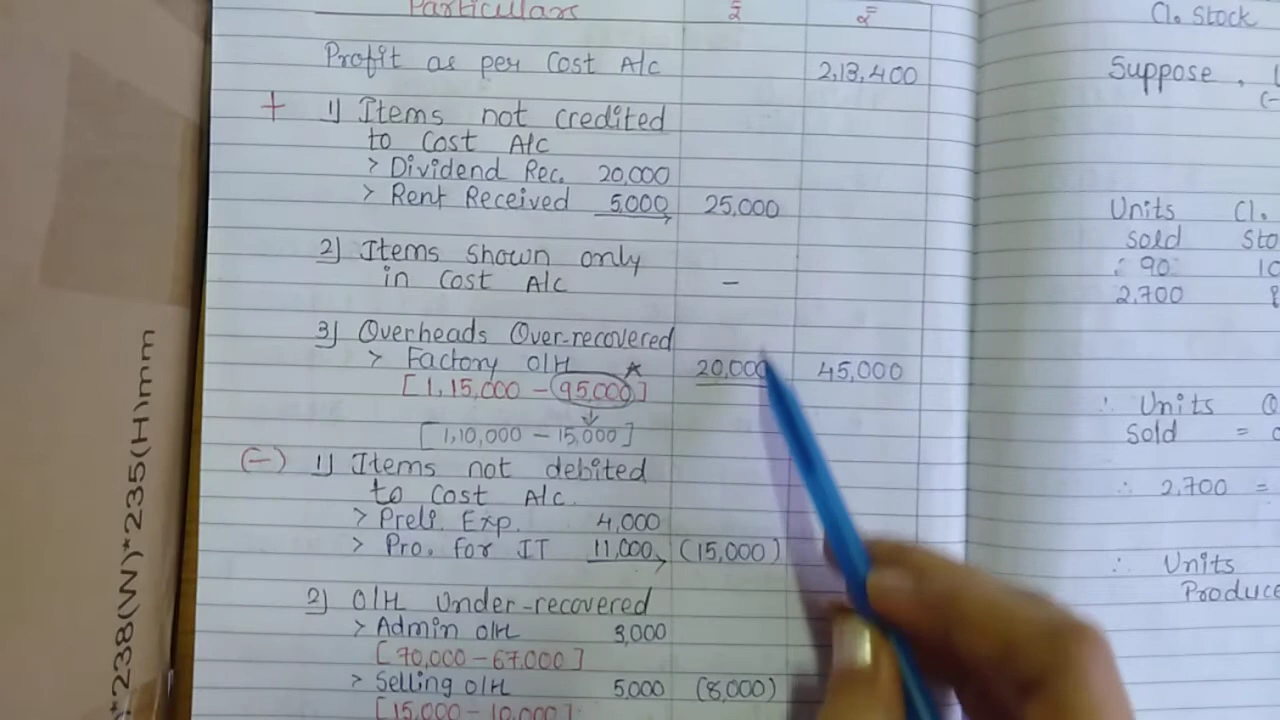 Particulars ₹ ₹
Profit as per Cost A/c 2,13,400
+ 1) Items not credited
to Cost A/c
> Dividend Rec. 20,000
> Rent Received 5,000 25,000
2) Items shown only
in Cost A/c –
3) Overheads Over-recovered
> Factory O/H * 20,000 45,000
[1,15,000 – 95,000]
[1,10,000 – 15,000]
(–) 1) Items not debited
to Cost A/c.
> Preli. Exp. 4,000
> Pro. for IT 11,000 (15,000)
2) O/H Under-recovered
> Admin O/H 3,000
[70,000 – 67,000]
> Selling O/H 5,000 (8,000)
[15,000 – 10,000]
Cl. Stock
Suppose,
(–
Units Cl.
Sold Sto
90 10
2,700 8
∴ Units
Sold =
∴ 2,700 =
∴ Units
Produce
*238(W)*235(H)mm